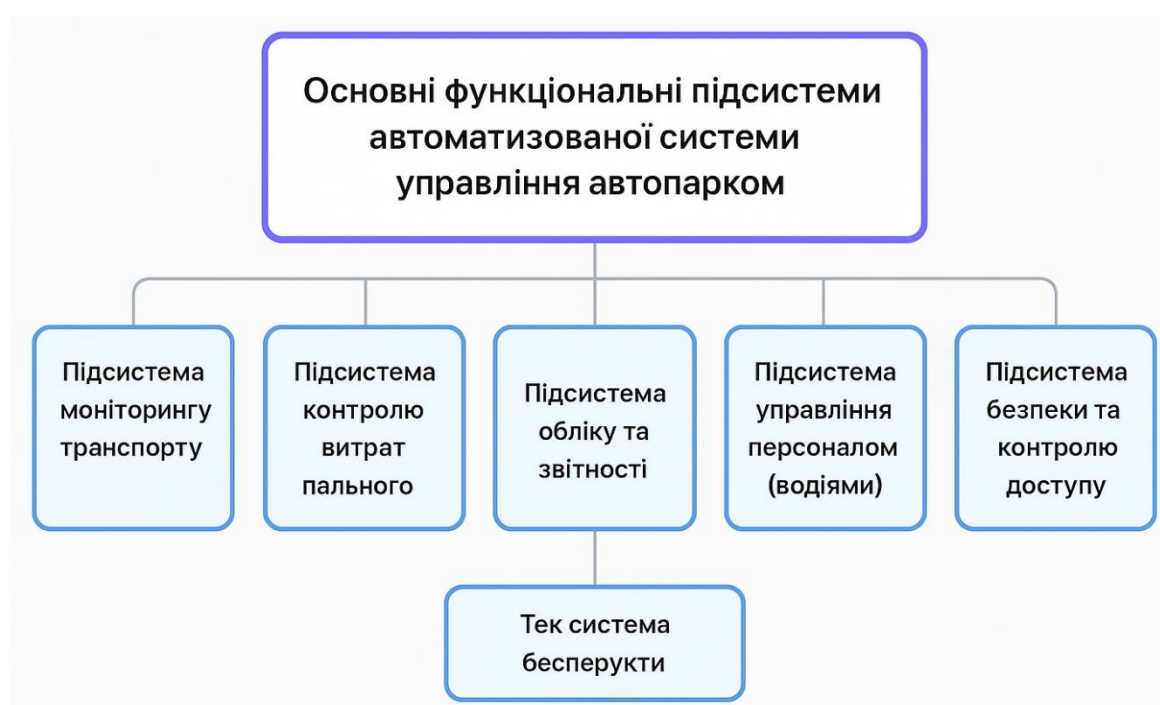 Основні функціональні підсистеми
автоматизованої системи
управління автопарком
Підсистема
моніторингу
транспорту
Підсистема
контролю
витрат
пального
Підсистема
обліку та
звітності
Підсистема
управління
персоналом
(водіями)
Підсистема
безпеки та
контролю
доступу
Тек система
бесперукти